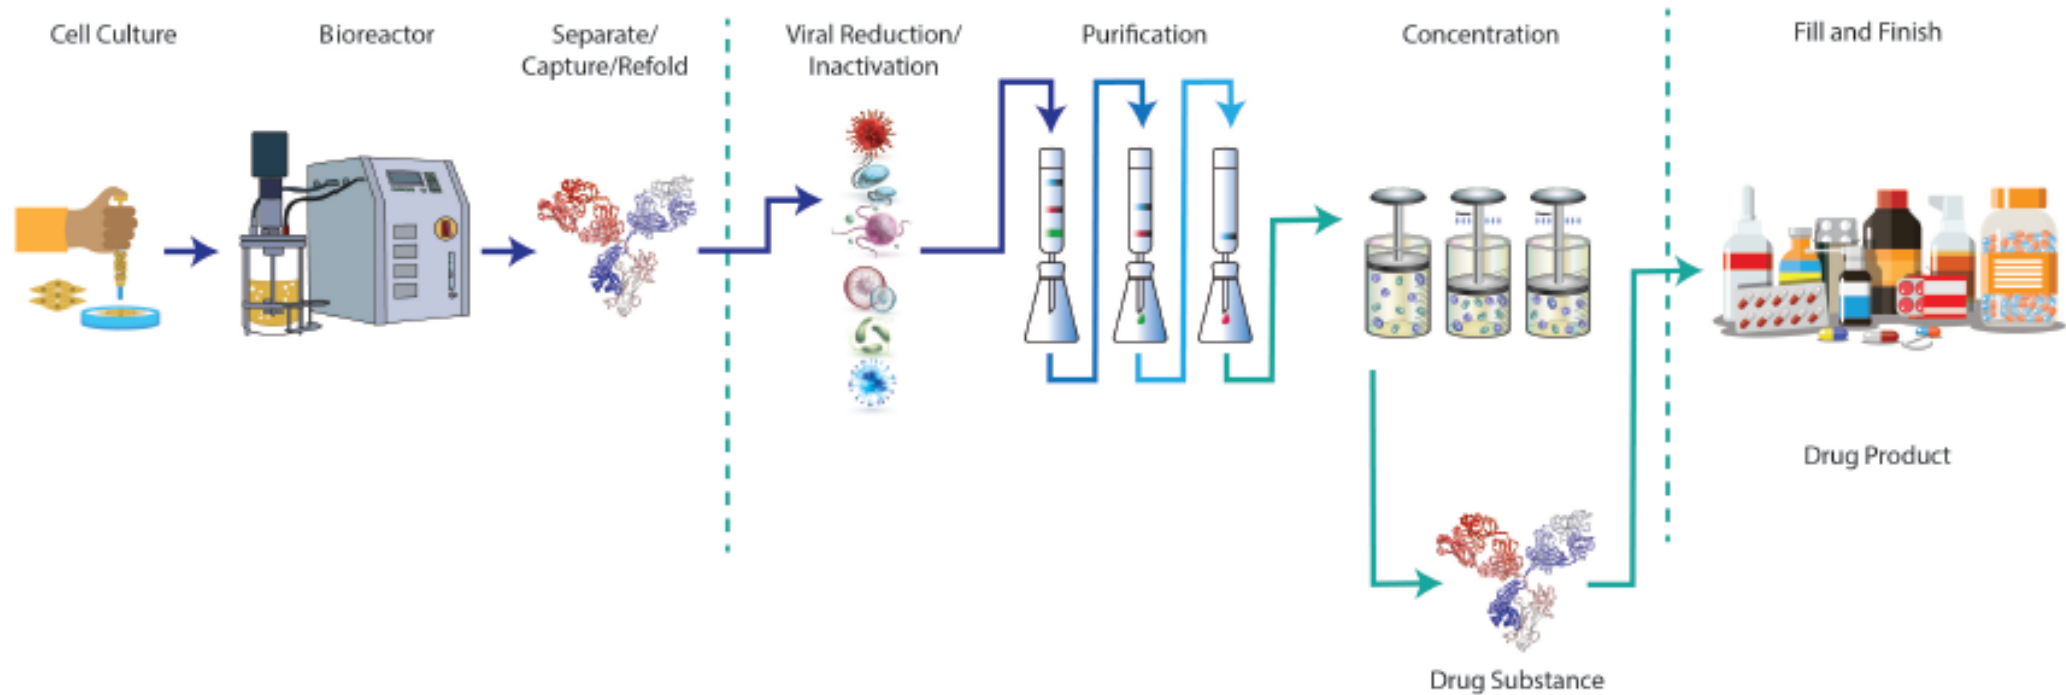 Cell Culture
Bioreactor
Separate/
Capture/Refold
Viral Reduction/
Inactivation
Purification
Concentration
Fill and Finish
Drug Product
Drug Substance